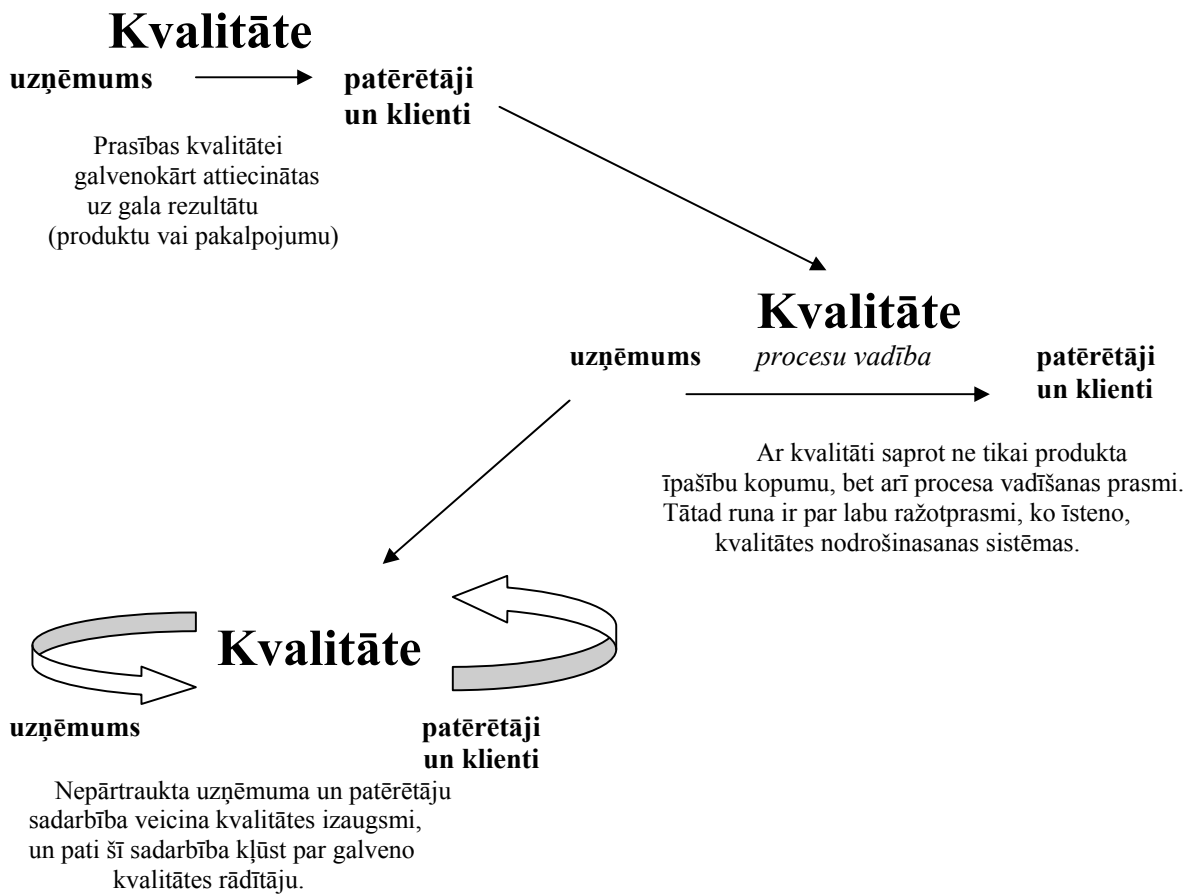 Kvalitāte
uzņēmums
patērētāji
un klienti
Prasības kvalitātei
galvenokārt attiecinātas
uz gala rezultātu
(produktu vai pakalpojumu)
Kvalitāte
uzņēmums
procesu vadība
patērētāji
un klienti
Ar kvalitāti saprot ne tikai produkta
īpašību kopumu, bet arī procesa vadīšanas prasmi.
Tātad runa ir par labu ražotprasmi, ko īsteno,
kvalitātes nodrošinasanas sistēmas.
Kvalitāte
uzņēmums
patērētāji
un klienti
Nepārtraukta uzņēmuma un patērētāju
sadarbība veicina kvalitātes izaugsmi,
un pati šī sadarbība kļūst par galveno
kvalitātes rādītāju.